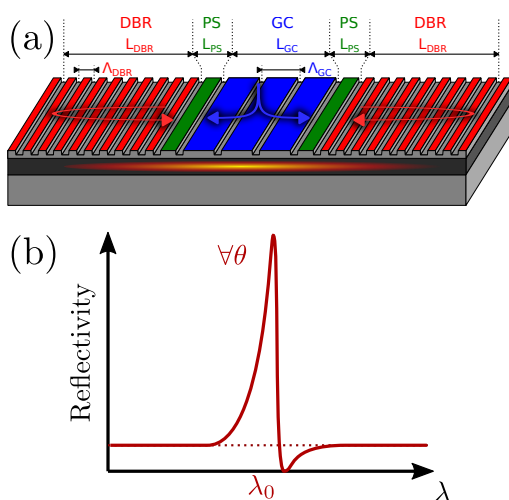 (a)
DBR PS GC PS DBR
L_DBR L_PS L_GC L_PS L_DBR
Λ_DBR Λ_GC
(b)
∀θ
Reflectivity
λ₀
λ